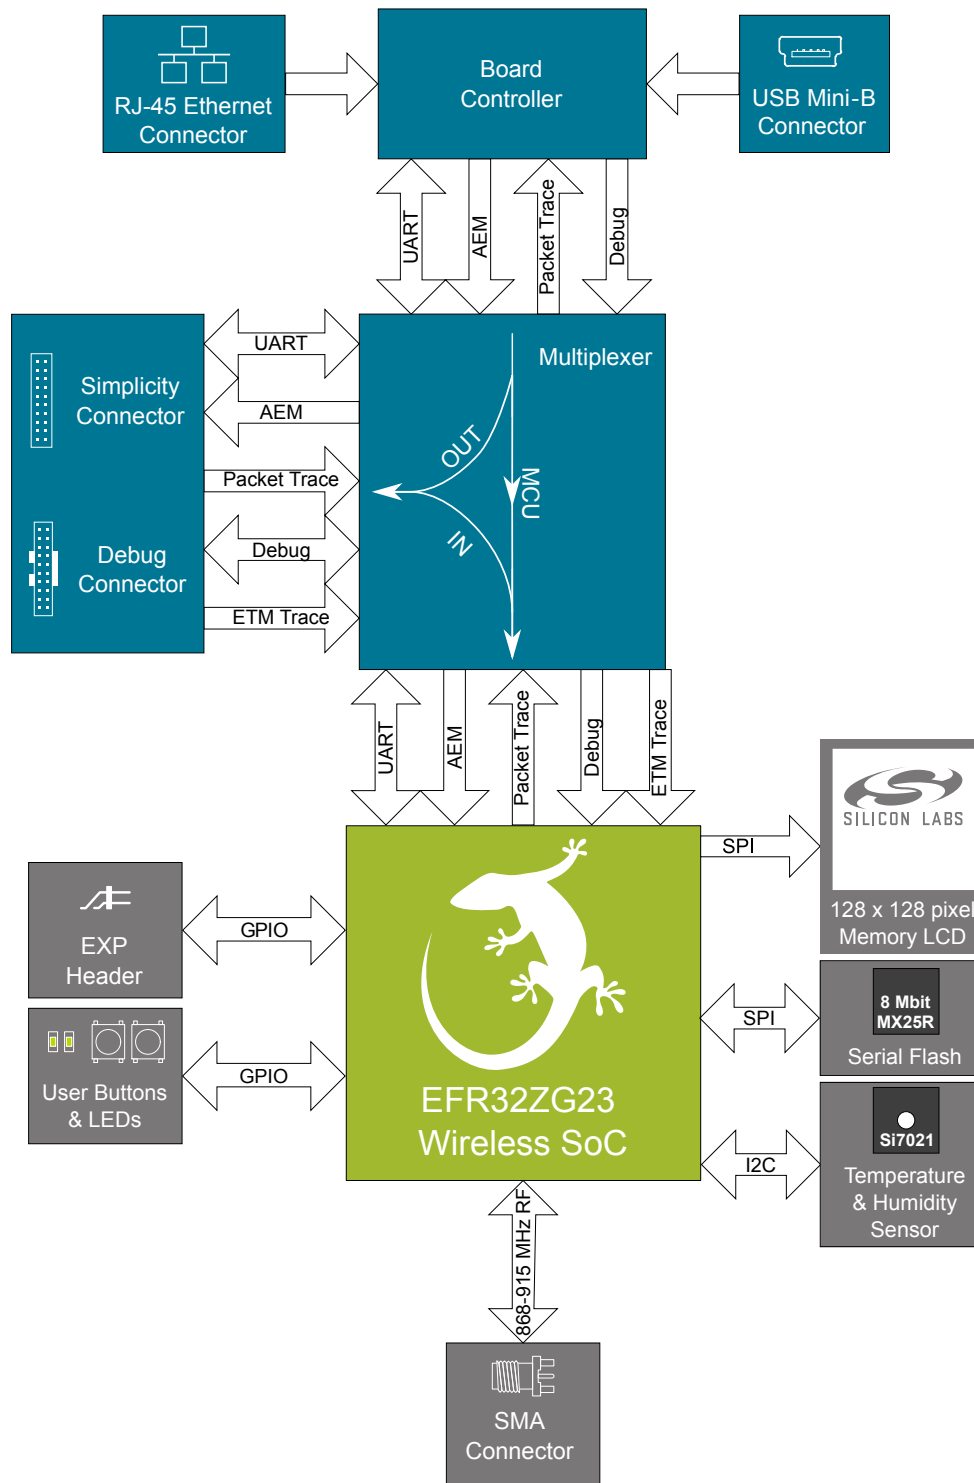 RJ-45 Ethernet
Connector
Board
Controller
USB Mini-B
Connector
UART
AEM
Packet Trace
Debug
Simplicity
Connector
Debug
Connector
UART
AEM
Packet Trace
Debug
ETM Trace
Multiplexer
OUT
MCU
IN
UART
AEM
Packet Trace
Debug
ETM Trace
SPI
SILICON LABS
128 x 128 pixel
Memory LCD
EXP
Header
GPIO
User Buttons
& LEDs
GPIO
EFR32ZG23
Wireless SoC
SPI
8 Mbit
MX25R
Serial Flash
I2C
Si7021
Temperature
& Humidity
Sensor
868-915 MHz RF
SMA
Connector